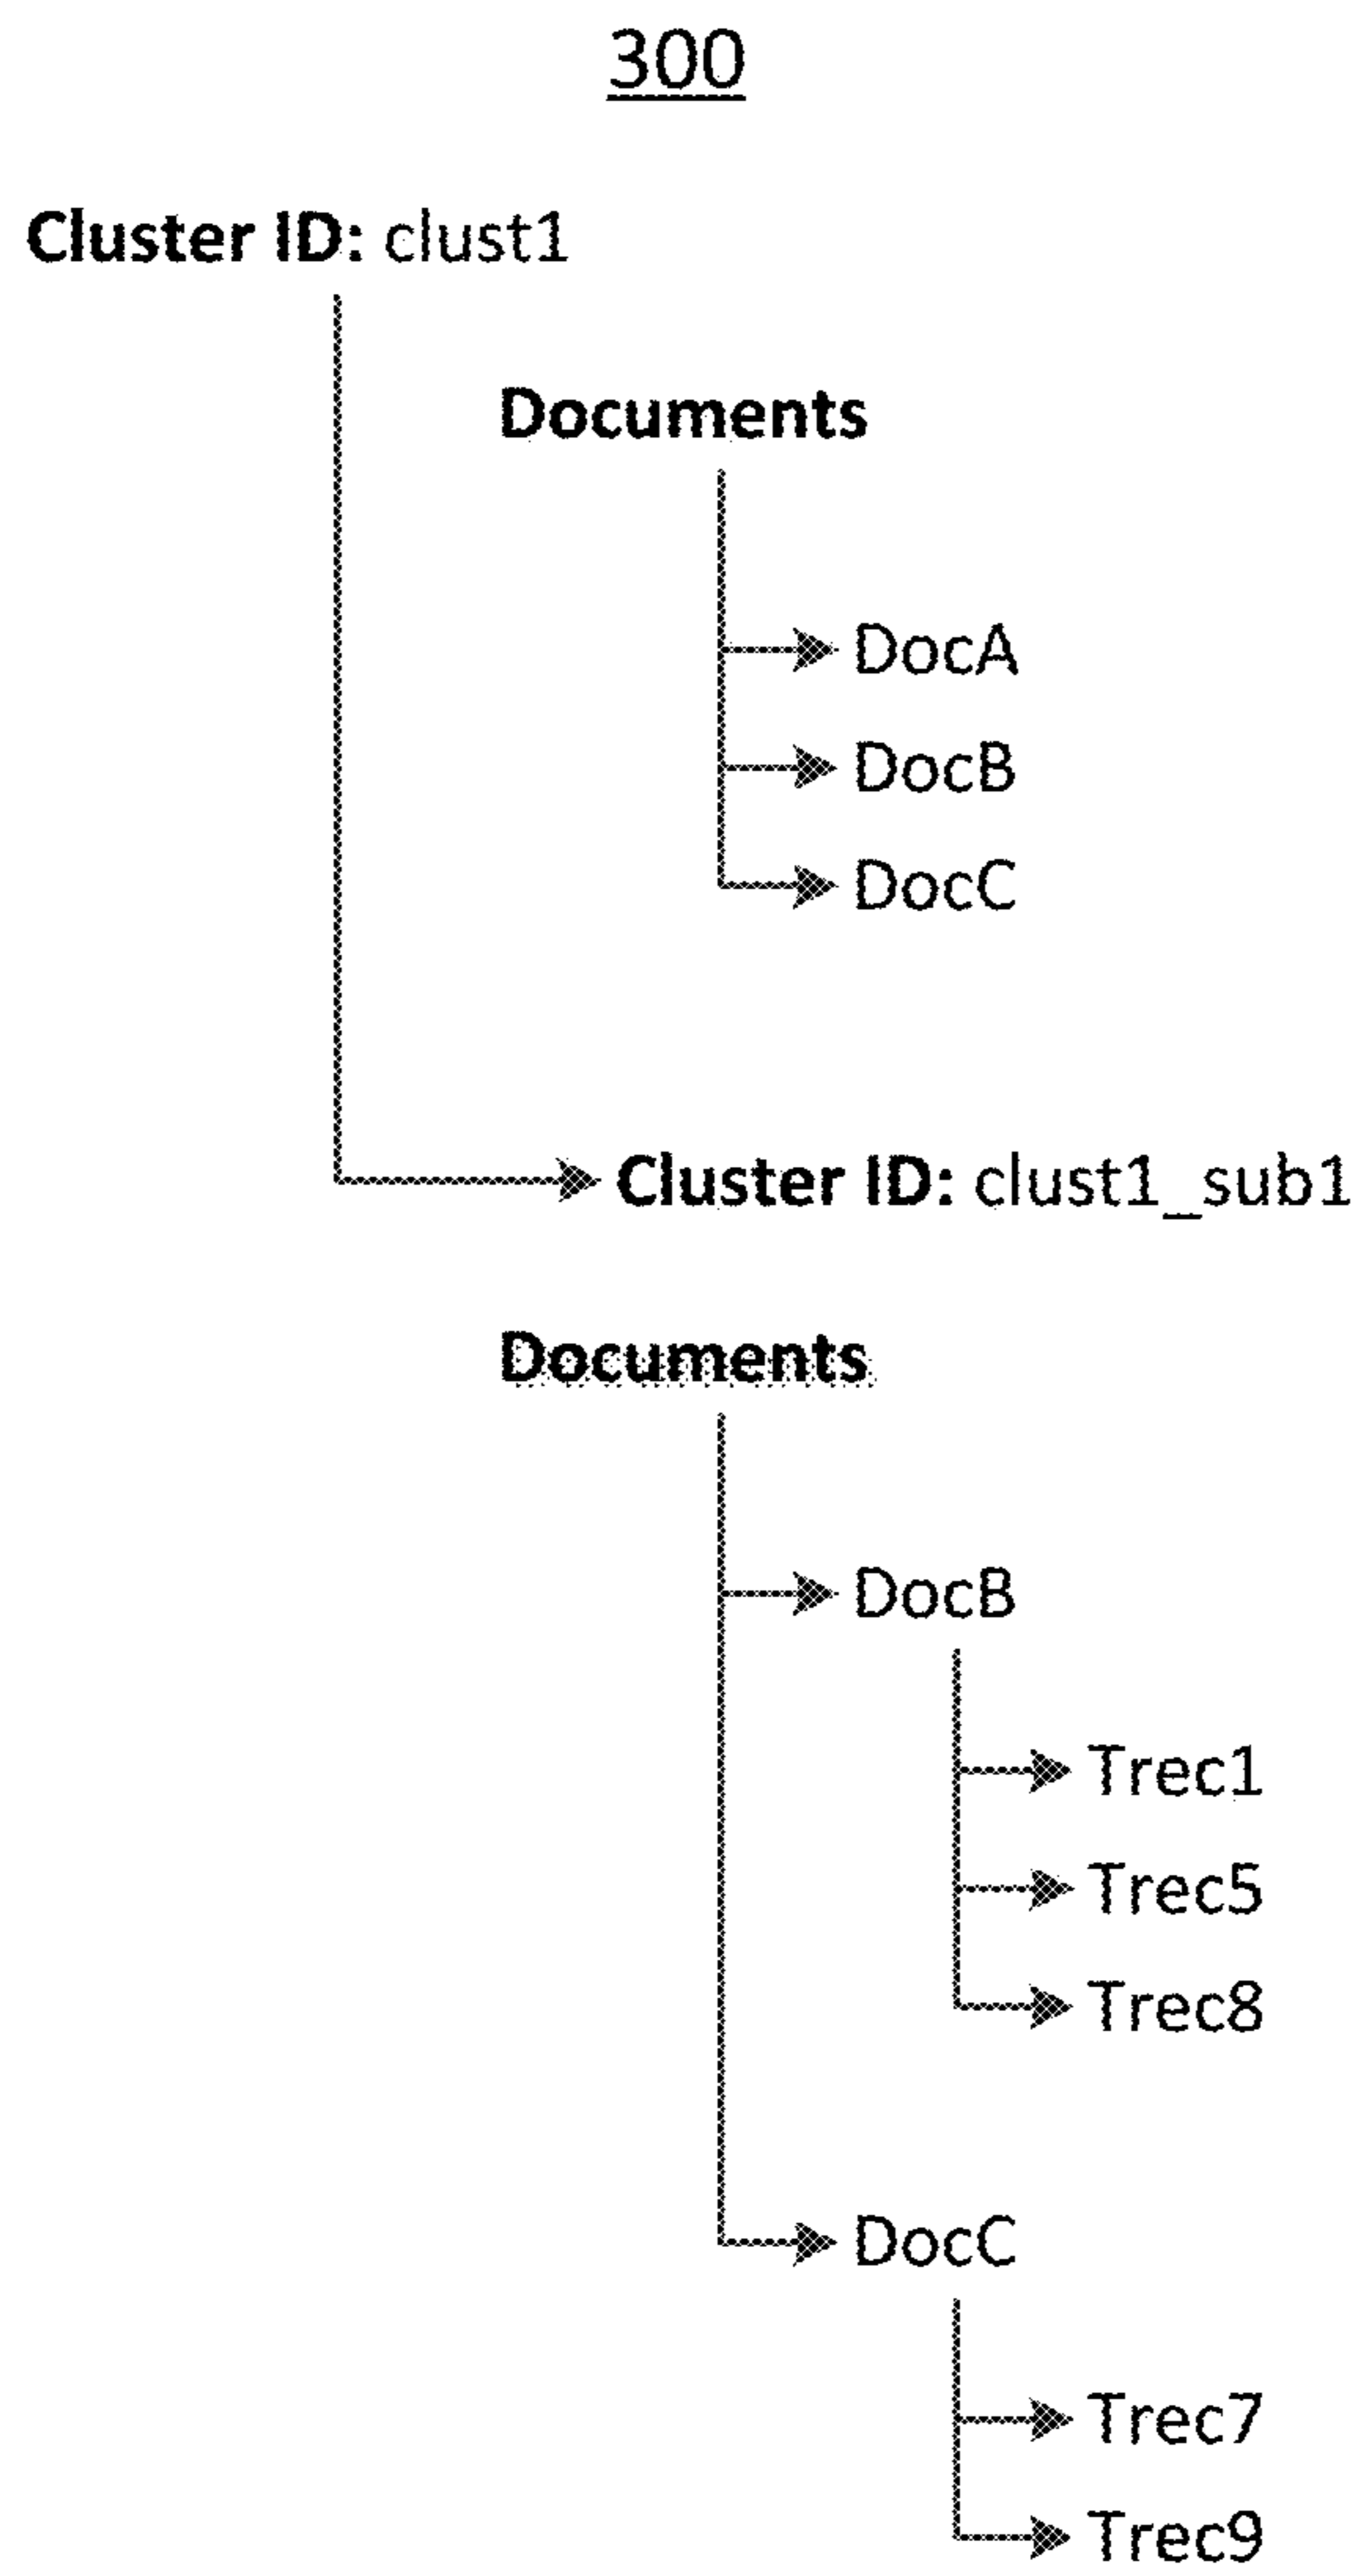 300
Cluster ID: clust1
Documents
DocA
DocB
DocC
Cluster ID: clust1_sub1
Documents
DocB
Trec1
Trec5
Trec8
DocC
Trec7
Trec9